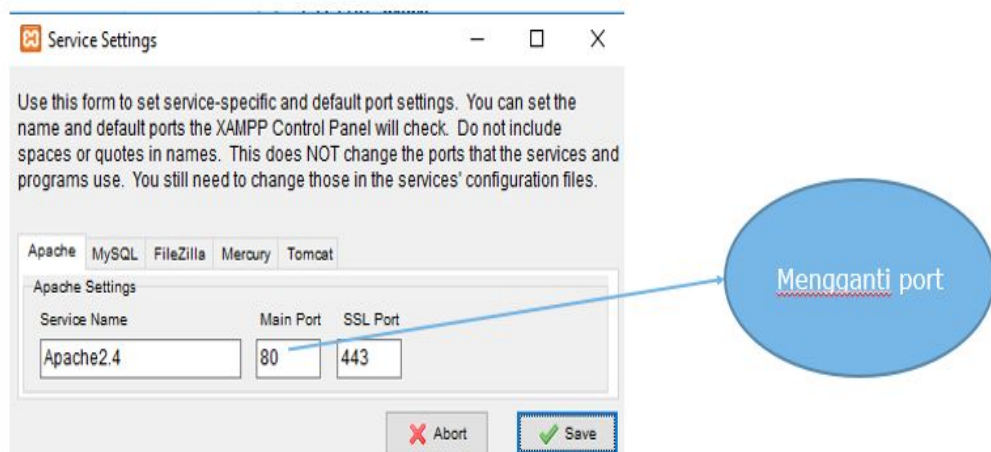 Service Settings
Use this form to set service-specific and default port settings. You can set the
name and default ports the XAMPP Control Panel will check. Do not include
spaces or quotes in names. This does NOT change the ports that the services and
programs use. You still need to change those in the services' configuration files.
Apache MySQL FileZilla Mercury Tomcat
Apache Settings
Service Name Main Port SSL Port
Apache2.4 80 443
Abort Save
Mengganti port